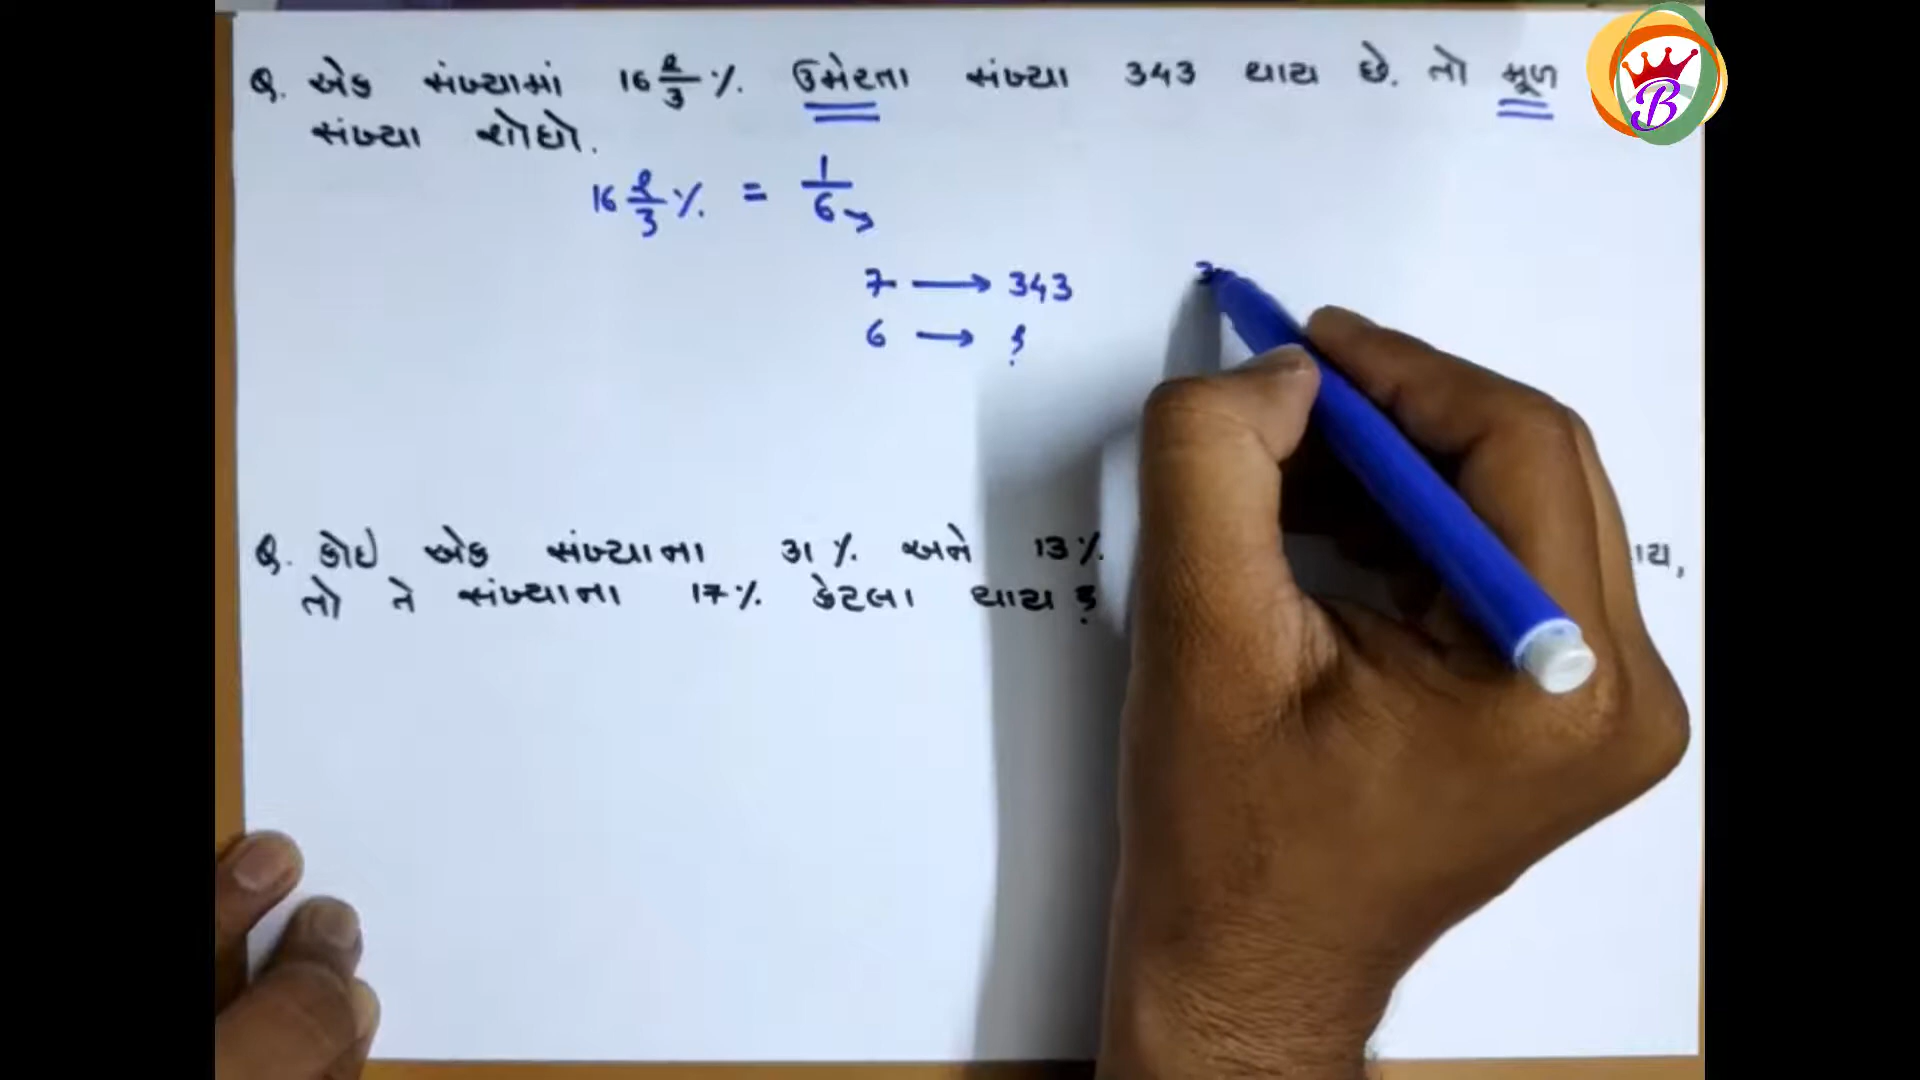 Q. એક સંખ્યામાં 16 2/3 % ઉમેરતા સંખ્યા 343 થાય છે. તો મૂળ
સંખ્યા શોધો.
16 2/3 % = 1/6
7 → 343
6 → ?
Q. કોઇ એક સંખ્યાના 31% અને 13%
તો તે સંખ્યાના 17% કેટલા થાય ?
B